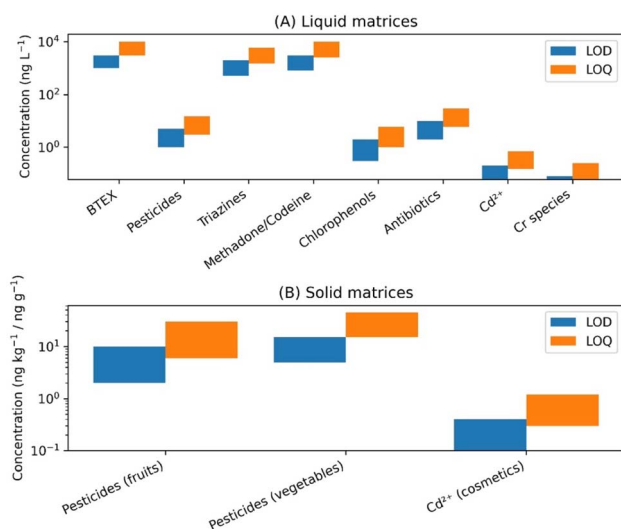 (A) Liquid matrices
Concentration (ng L⁻¹)
10⁴
10²
10⁰
LOD
LOQ
BTEX
Pesticides
Triazines
Methadone/Codeine
Chlorophenols
Antibiotics
Cd²⁺
Cr species
(B) Solid matrices
Concentration (ng kg⁻¹ / ng g⁻¹)
10¹
10⁰
10⁻¹
LOD
LOQ
Pesticides (fruits)
Pesticides (vegetables)
Cd²⁺ (cosmetics)